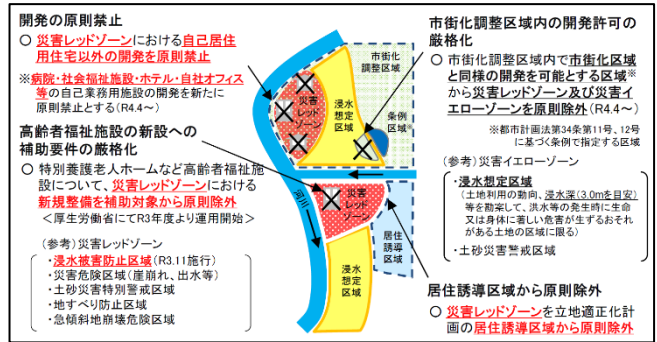 開発の原則禁止
○ 災害レッドゾーンにおける自己居住
用住宅以外の開発を原則禁止
※病院・社会福祉施設・ホテル・自社オフィス
等の自己業務用施設の開発を新たに
原則禁止とする(R4.4～)
高齢者福祉施設の新設への
補助要件の厳格化
○ 特別養護老人ホームなど高齢者福祉施
設について、災害レッドゾーンにおける
新規整備を補助対象から原則除外
＜厚生労働省にてR3年度より運用開始＞
(参考)災害レッドゾーン
・浸水被害防止区域(R3.11施行)
・災害危険区域(崖崩れ、出水等)
・土砂災害特別警戒区域
・地すべり防止区域
・急傾斜地崩壊危険区域
市街化
調整区域
災害
レッド
ゾーン
浸水
想定
区域
条例
区域※
河川
災害
レッド
ゾーン
居住
誘導
区域
浸水
想定
区域
市街化調整区域内の開発許可の
厳格化
○ 市街化調整区域内で市街化区域
と同様の開発を可能とする区域※
から災害レッドゾーン及び災害イ
エローゾーンを原則除外(R4.4～)
※都市計画法第34条第11号、12号
に基づく条例で指定する区域
(参考)災害イエローゾーン
・浸水想定区域
(土地利用の動向、浸水深(3.0mを目安)
等を勘案して、洪水等の発生時に生命
又は身体に著しい危害が生ずるおそれ
がある土地の区域に限る)
・土砂災害警戒区域
居住誘導区域から原則除外
○ 災害レッドゾーンを立地適正化計
画の居住誘導区域から原則除外